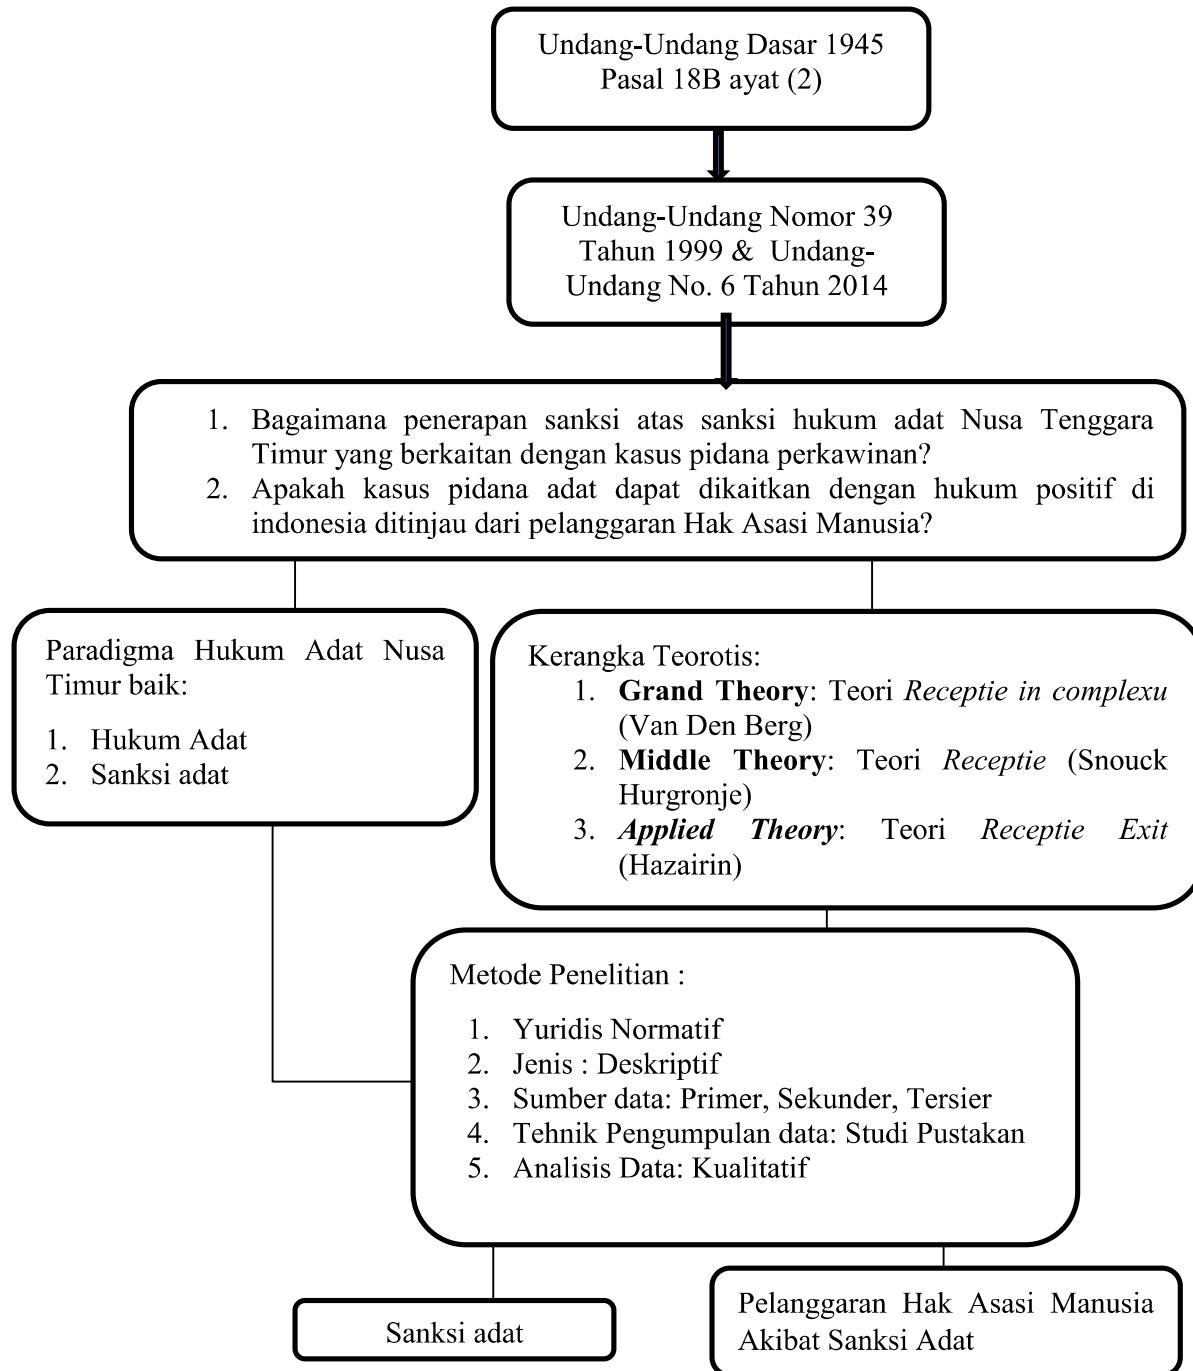 Undang-Undang Dasar 1945
Pasal 18B ayat (2)
Undang-Undang Nomor 39
Tahun 1999 & Undang-
Undang No. 6 Tahun 2014
1. Bagaimana penerapan sanksi atas sanksi hukum adat Nusa Tenggara
Timur yang berkaitan dengan kasus pidana perkawinan?
2. Apakah kasus pidana adat dapat dikaitkan dengan hukum positif di
indonesia ditinjau dari pelanggaran Hak Asasi Manusia?
Paradigma Hukum Adat Nusa
Timur baik:
1. Hukum Adat
2. Sanksi adat
Kerangka Teorotis:
1. Grand Theory: Teori Receptie in complexu
(Van Den Berg)
2. Middle Theory: Teori Receptie (Snouck
Hurgronje)
3. Applied Theory: Teori Receptie Exit
(Hazairin)
Metode Penelitian :
1. Yuridis Normatif
2. Jenis : Deskriptif
3. Sumber data: Primer, Sekunder, Tersier
4. Tehnik Pengumpulan data: Studi Pustakan
5. Analisis Data: Kualitatif
Sanksi adat
Pelanggaran Hak Asasi Manusia
Akibat Sanksi Adat